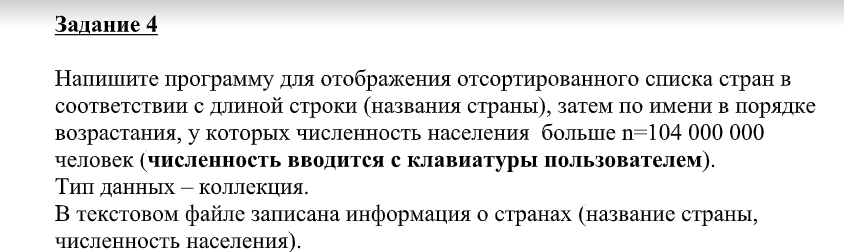 Задание 4
Напишите программу для отображения отсортированного списка стран в
соответствии с длиной строки (названия страны), затем по имени в порядке
возрастания, у которых численность населения больше n=104 000 000
человек (численность вводится с клавиатуры пользователем).
Тип данных – коллекция.
В текстовом файле записана информация о странах (название страны,
численность населения).